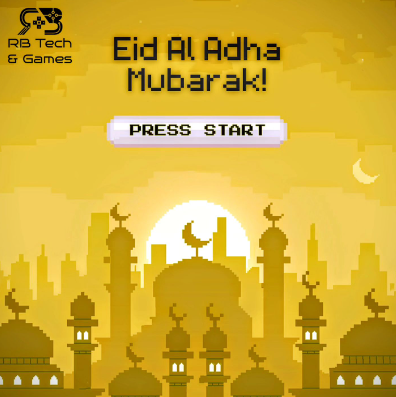 RB Tech
& Games
Eid Al Adha
Mubarak!
PRESS START